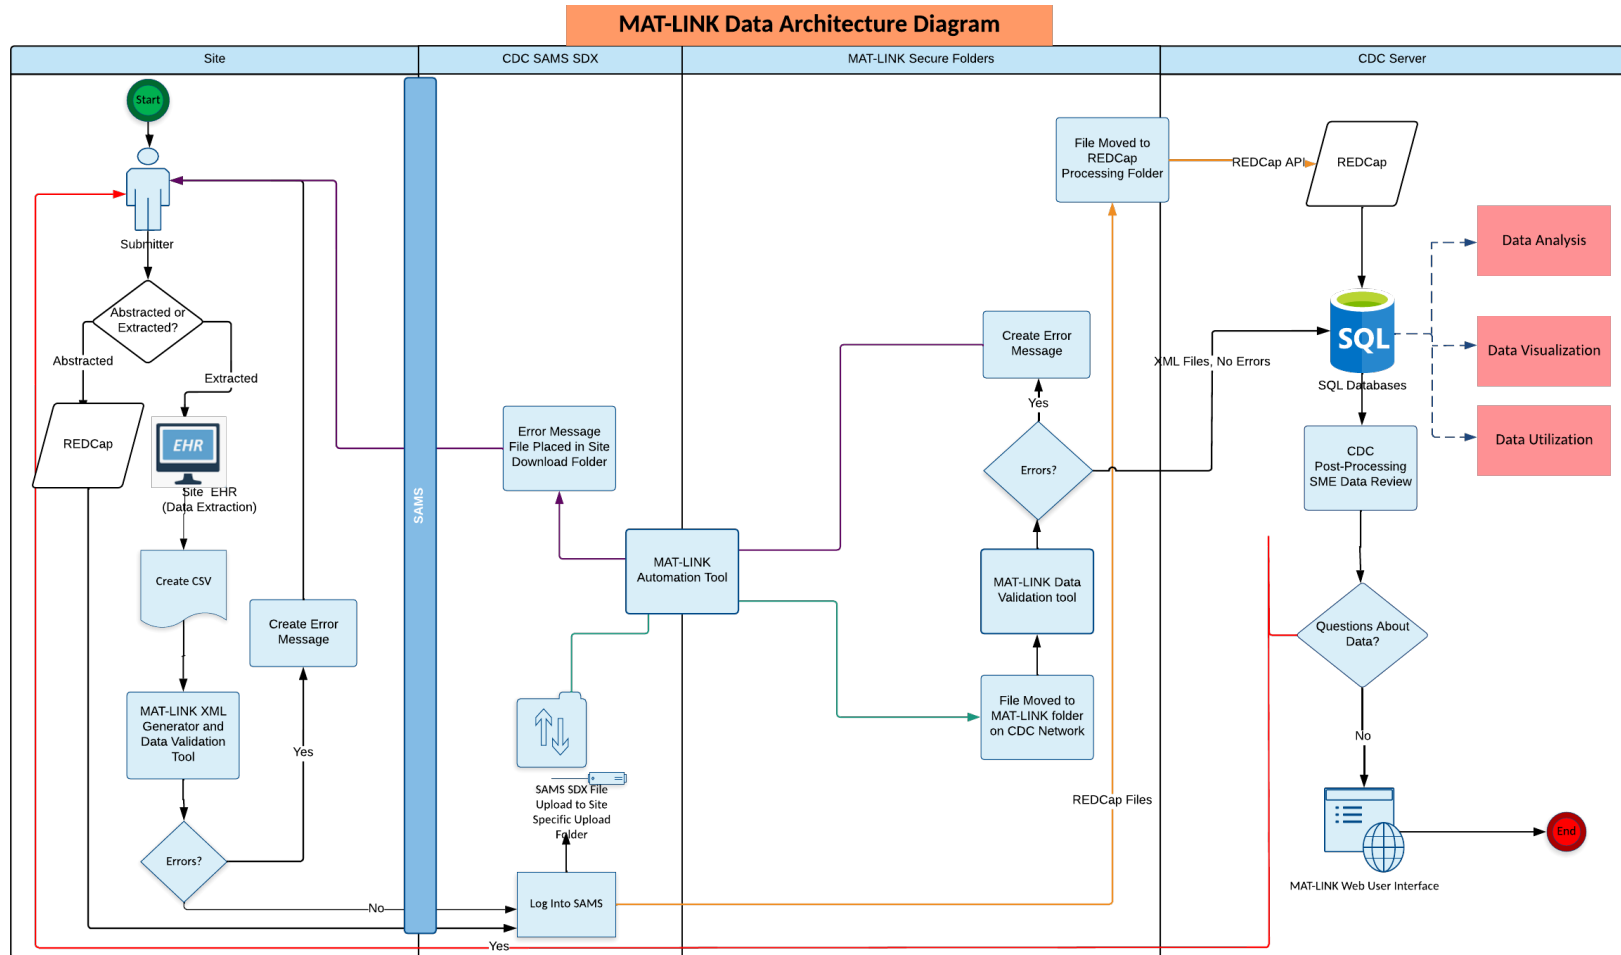 MAT-LINK Data Architecture Diagram
Site
CDC SAMS SDX
MAT-LINK Secure Folders
CDC Server
Start
Submitter
Abstracted or
Extracted?
Abstracted
Extracted
REDCap
EHR
Site EHR
(Data Extraction)
Create CSV
Create Error
Message
MAT-LINK XML
Generator and
Data Validation
Tool
Yes
Errors?
No
SAMS
Error Message
File Placed in Site
Download Folder
MAT-LINK
Automation Tool
SAMS SDX File
Upload to Site
Specific Upload
Folder
Log Into SAMS
Yes
File Moved to
REDCap
Processing Folder
Create Error
Message
Yes
Errors?
MAT-LINK Data
Validation tool
File Moved to
MAT-LINK folder
on CDC Network
REDCap Files
REDCap API
REDCap
XML Files, No Errors
SQL
SQL Databases
Data Analysis
Data Visualization
Data Utilization
CDC
Post-Processing
SME Data Review
Questions About
Data?
No
MAT-LINK Web User Interface
End